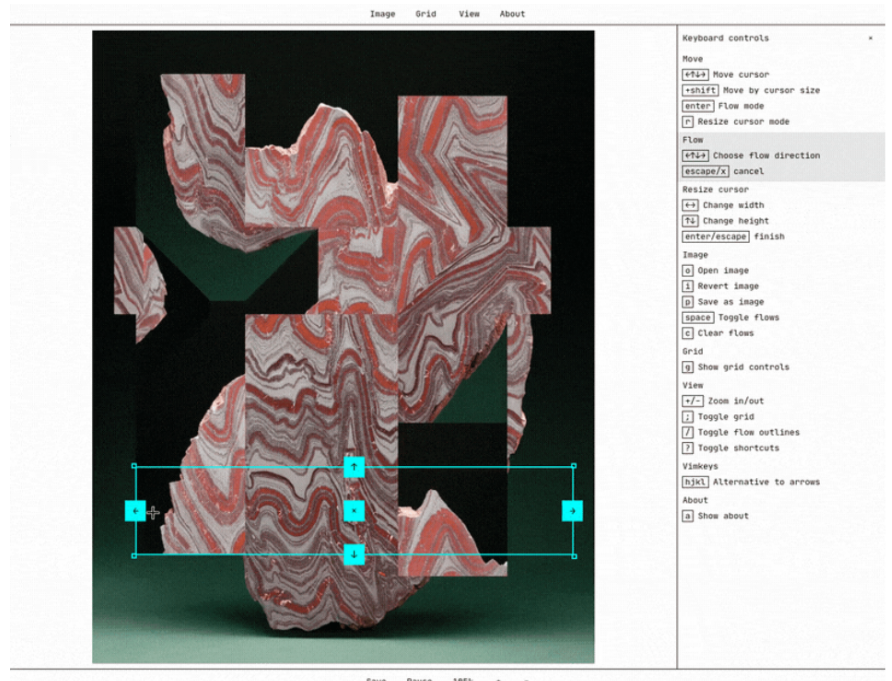 Image Grid View About
Keyboard controls ×
Move
←↑↓→ Move cursor
+shift Move by cursor size
enter Flow mode
r Resize cursor mode
Flow
←↑↓→ Choose flow direction
escape/x cancel
Resize cursor
←→ Change width
↑↓ Change height
enter/escape finish
Image
o Open image
i Revert image
p Save as image
space Toggle flows
c Clear flows
Grid
g Show grid controls
View
+/- Zoom in/out
; Toggle grid
/ Toggle flow outlines
? Toggle shortcuts
Vimkeys
hjkl Alternative to arrows
About
a Show about